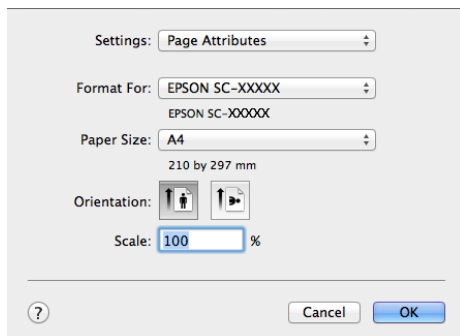 Settings: Page Attributes
Format For: EPSON SC-XXXXX
EPSON SC-XXXXX
Paper Size: A4
210 by 297 mm
Orientation:
Scale: 100 %
? Cancel OK